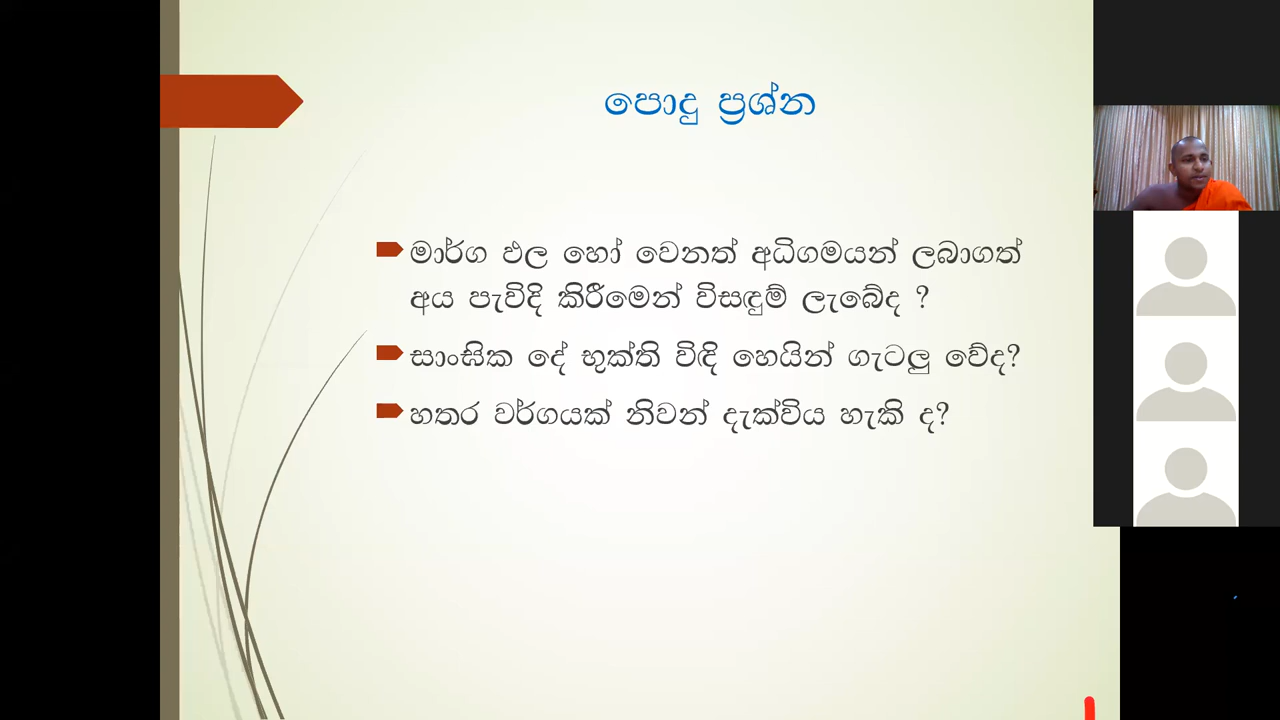 පොදු ප්‍රශ්න
මාර්ග ඵල හෝ වෙනත් අධිගමයන් ලබාගත්
අය පැවිදි කිරීමෙන් විසඳුම් ලැබේද ?
සාංඝික දේ භුක්ති විඳි හෙයින් ගැටලු වේද?
හතර වර්ගයක් නිවන් දැක්විය හැකි ද?